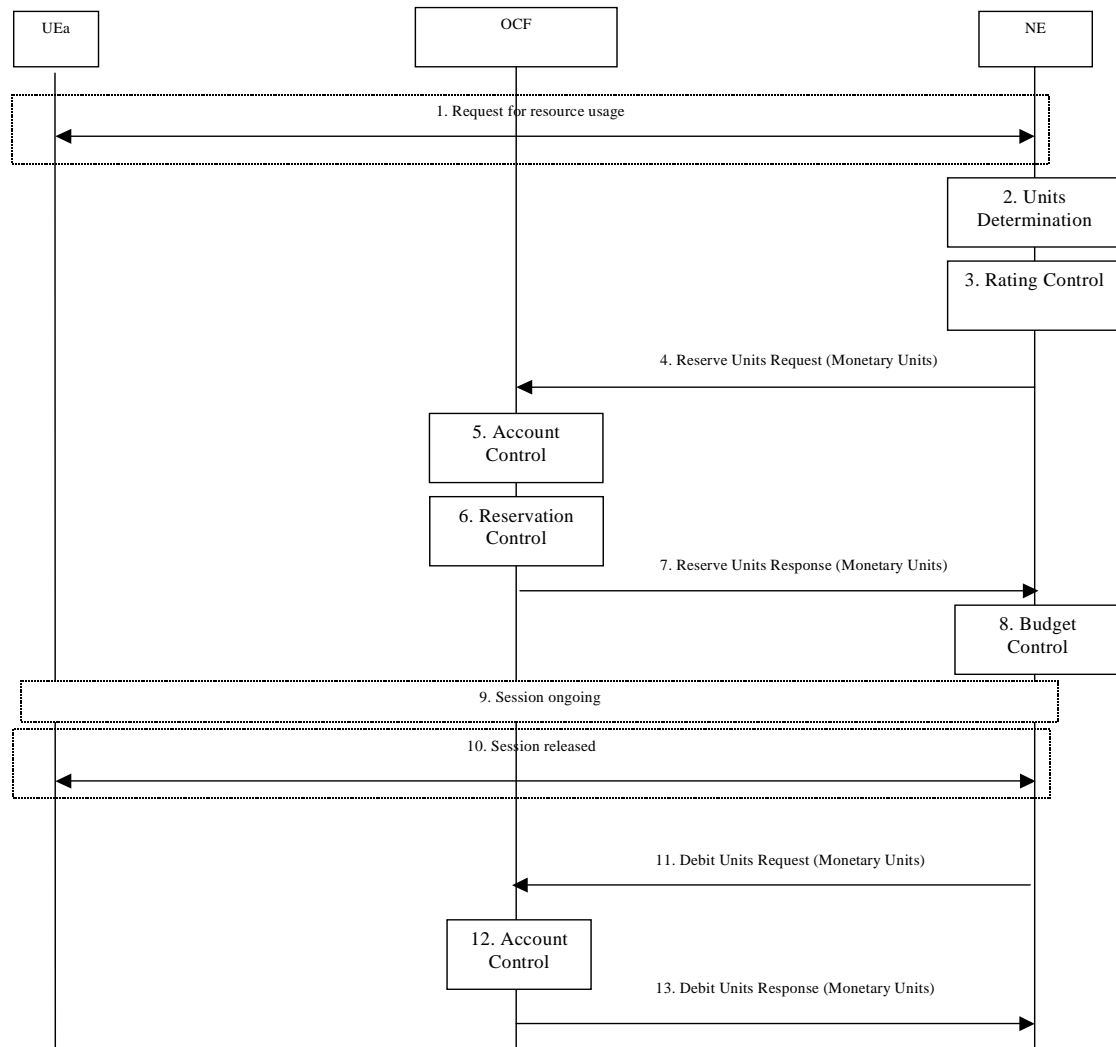 UEa
OCF
NE
1. Request for resource usage
2. Units
Determination
3. Rating Control
4. Reserve Units Request (Monetary Units)
5. Account
Control
6. Reservation
Control
7. Reserve Units Response (Monetary Units)
8. Budget
Control
9. Session ongoing
10. Session released
11. Debit Units Request (Monetary Units)
12. Account
Control
13. Debit Units Response (Monetary Units)